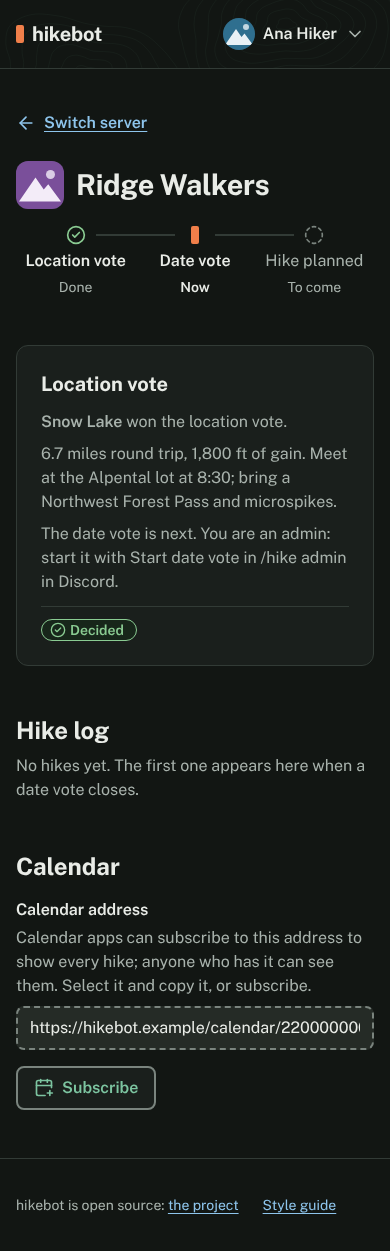 hikebot
Ana Hiker
Switch server
Ridge Walkers
Location vote
Date vote
Hike planned
Done
Now
To come
Location vote
Snow Lake won the location vote.
6.7 miles round trip, 1,800 ft of gain. Meet
at the Alpental lot at 8:30; bring a
Northwest Forest Pass and microspikes.
The date vote is next. You are an admin:
start it with Start date vote in /hike admin
in Discord.
Decided
Hike log
No hikes yet. The first one appears here when a
date vote closes.
Calendar
Calendar address
Calendar apps can subscribe to this address to
show every hike; anyone who has it can see
them. Select it and copy it, or subscribe.
https://hikebot.example/calendar/22000000
Subscribe
hikebot is open source: the project
Style guide